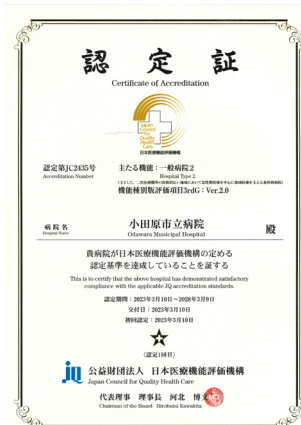 認定証
Certificate of Accreditation
Japan
Council for
Quality
Health
Care
日本医療機能評価機構
認定第JC2435号
Accreditation Number
主たる機能：一般病院2
Hospital Type 2
機能種別版評価項目3rdG：Ver.2.0
病院名
Hospital Name
小田原市立病院
Odawara Municipal Hospital
殿
貴病院が日本医療機能評価機構の定める
認定基準を達成していることを証する
This is to certify that the above hospital has demonstrated satisfactory
compliance with the applicable JQ accreditation standards.
認定期間：2023年3月10日〜2028年3月9日
交付日：2023年3月10日
初回認定：2023年3月10日
(認定1回目)
JQ 公益財団法人 日本医療機能評価機構
Japan Council for Quality Health Care
代表理事 理事長 河北 博文
Chairman of the Board Hirobumi Kawakita